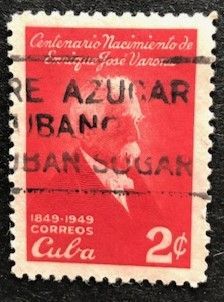 Centenario Nacimiento de
Enrique José Varona
RE AZUCAR
UBANO
UBAN SUGAR
1849-1949
CORREOS
Cuba
2¢